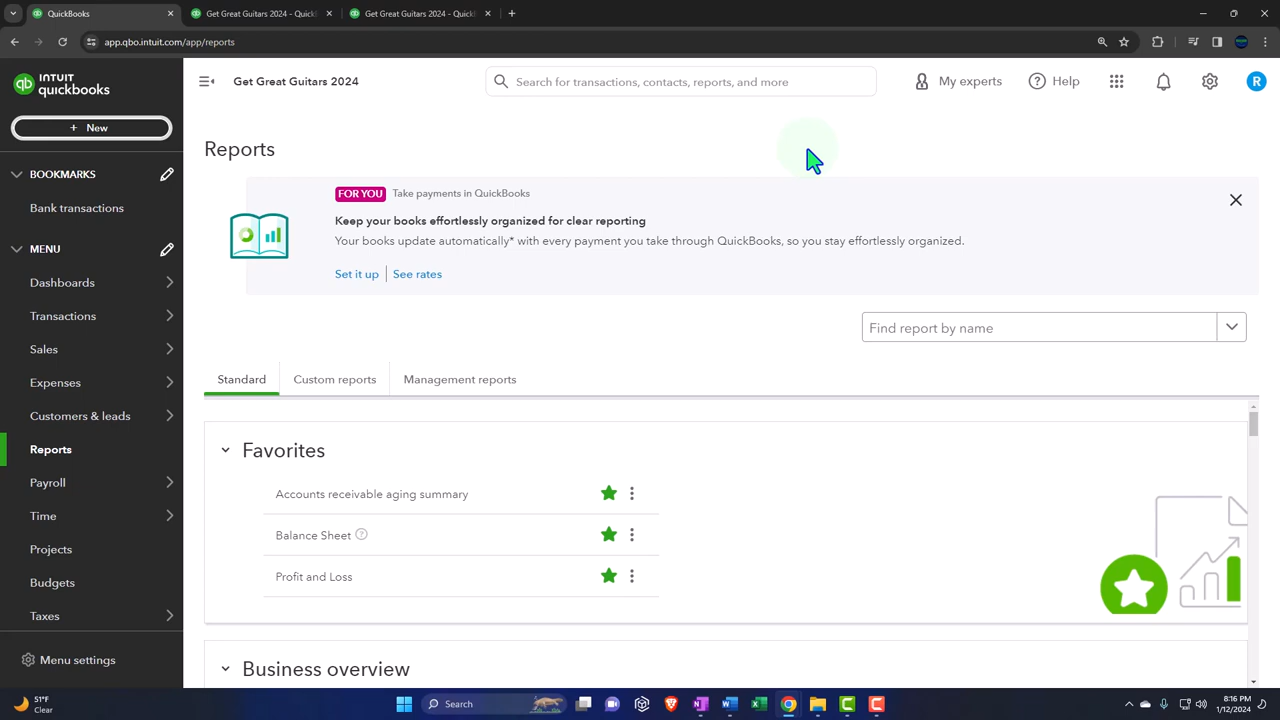 QuickBooks
Get Great Guitars 2024 - Quick
Get Great Guitars 2024 - Quick
app.qbo.intuit.com/app/reports
INTUIT
quickbooks
Get Great Guitars 2024
Search for transactions, contacts, reports, and more
My experts
Help
R
+ New
BOOKMARKS
Bank transactions
MENU
Dashboards
Transactions
Sales
Expenses
Customers & leads
Reports
Payroll
Time
Projects
Budgets
Taxes
Menu settings
Reports
FOR YOU Take payments in QuickBooks
Keep your books effortlessly organized for clear reporting
Your books update automatically* with every payment you take through QuickBooks, so you stay effortlessly organized.
Set it up See rates
Find report by name
Standard Custom reports Management reports
Favorites
Accounts receivable aging summary
Balance Sheet
Profit and Loss
Business overview
51°F
Clear
Search
8:16 PM
1/12/2024